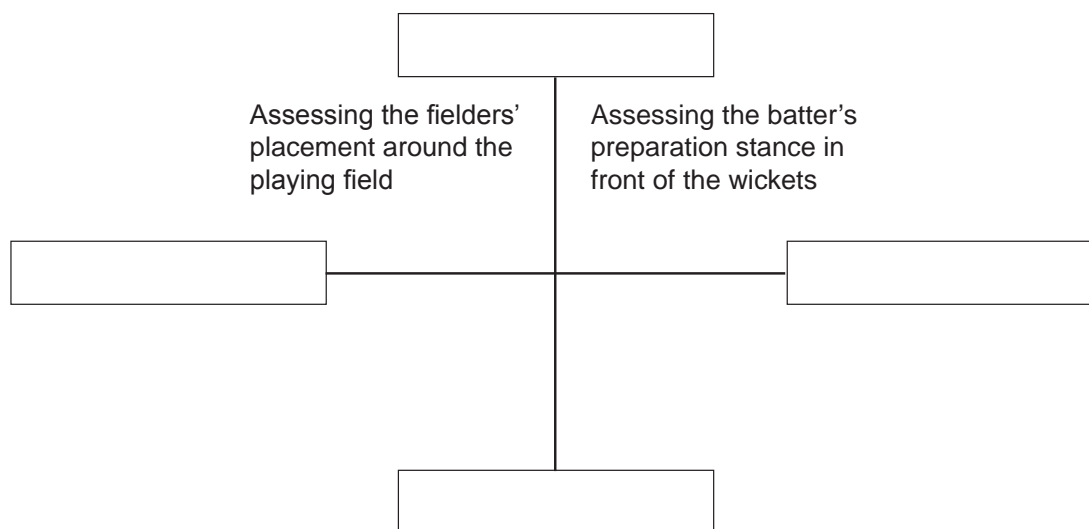 Assessing the fielders’
placement around the
playing field
Assessing the batter’s
preparation stance in
front of the wickets